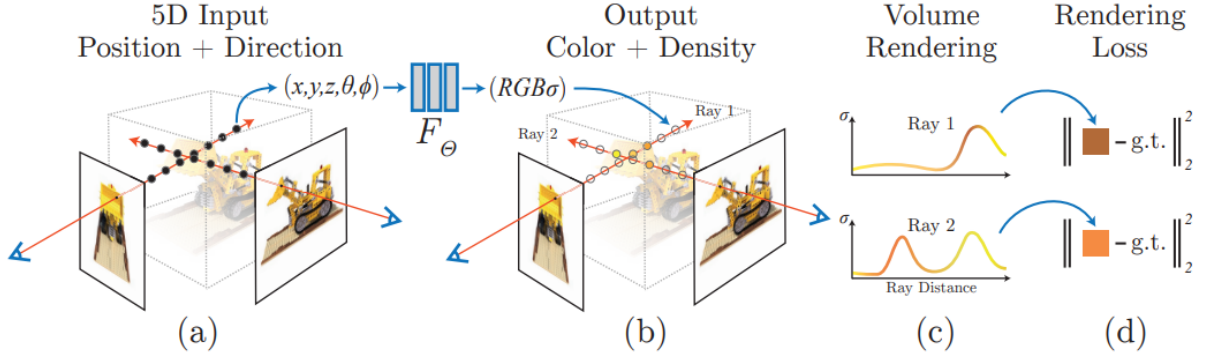 5D Input
Position + Direction
Output
Color + Density
Volume
Rendering
Rendering
Loss
(x,y,z,θ,ϕ)
F_Θ
(RGBσ)
Ray 1
Ray 2
σ
Ray 1
‖ - g.t. ‖²₂
σ
Ray 2
Ray Distance
‖ - g.t. ‖²₂
(a)
(b)
(c)
(d)